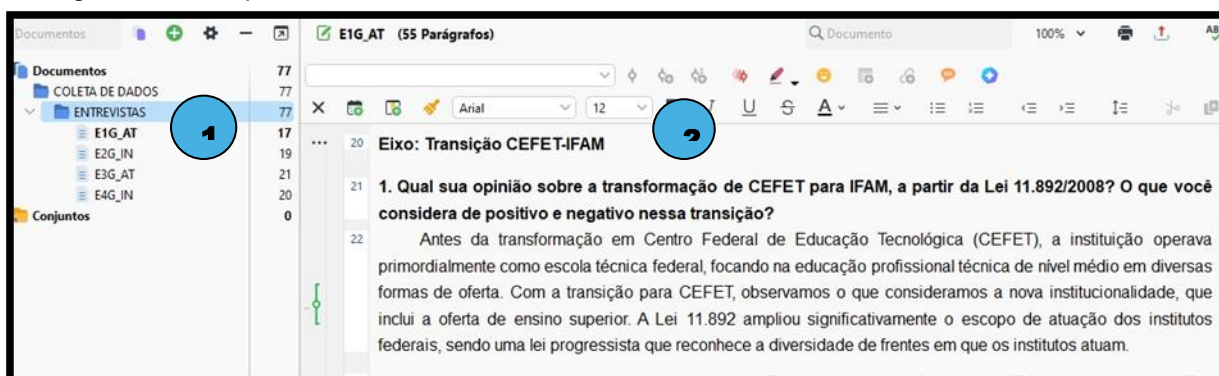 Documentos
E1G_AT (55 Parágrafos)
Documento
100%
Documentos 77
COLETA DE DADOS 77
ENTREVISTAS 77
E1G_AT 17
E2G_IN 19
E3G_AT 21
E4G_IN 20
Conjuntos 0
1
2
Arial 12
U S A
20 Eixo: Transição CEFET-IFAM
21 1. Qual sua opinião sobre a transformação de CEFET para IFAM, a partir da Lei 11.892/2008? O que você
considera de positivo e negativo nessa transição?
22 Antes da transformação em Centro Federal de Educação Tecnológica (CEFET), a instituição operava
primordialmente como escola técnica federal, focando na educação profissional técnica de nível médio em diversas
formas de oferta. Com a transição para CEFET, observamos o que consideramos a nova institucionalidade, que
inclui a oferta de ensino superior. A Lei 11.892 ampliou significativamente o escopo de atuação dos institutos
federais, sendo uma lei progressista que reconhece a diversidade de frentes em que os institutos atuam.